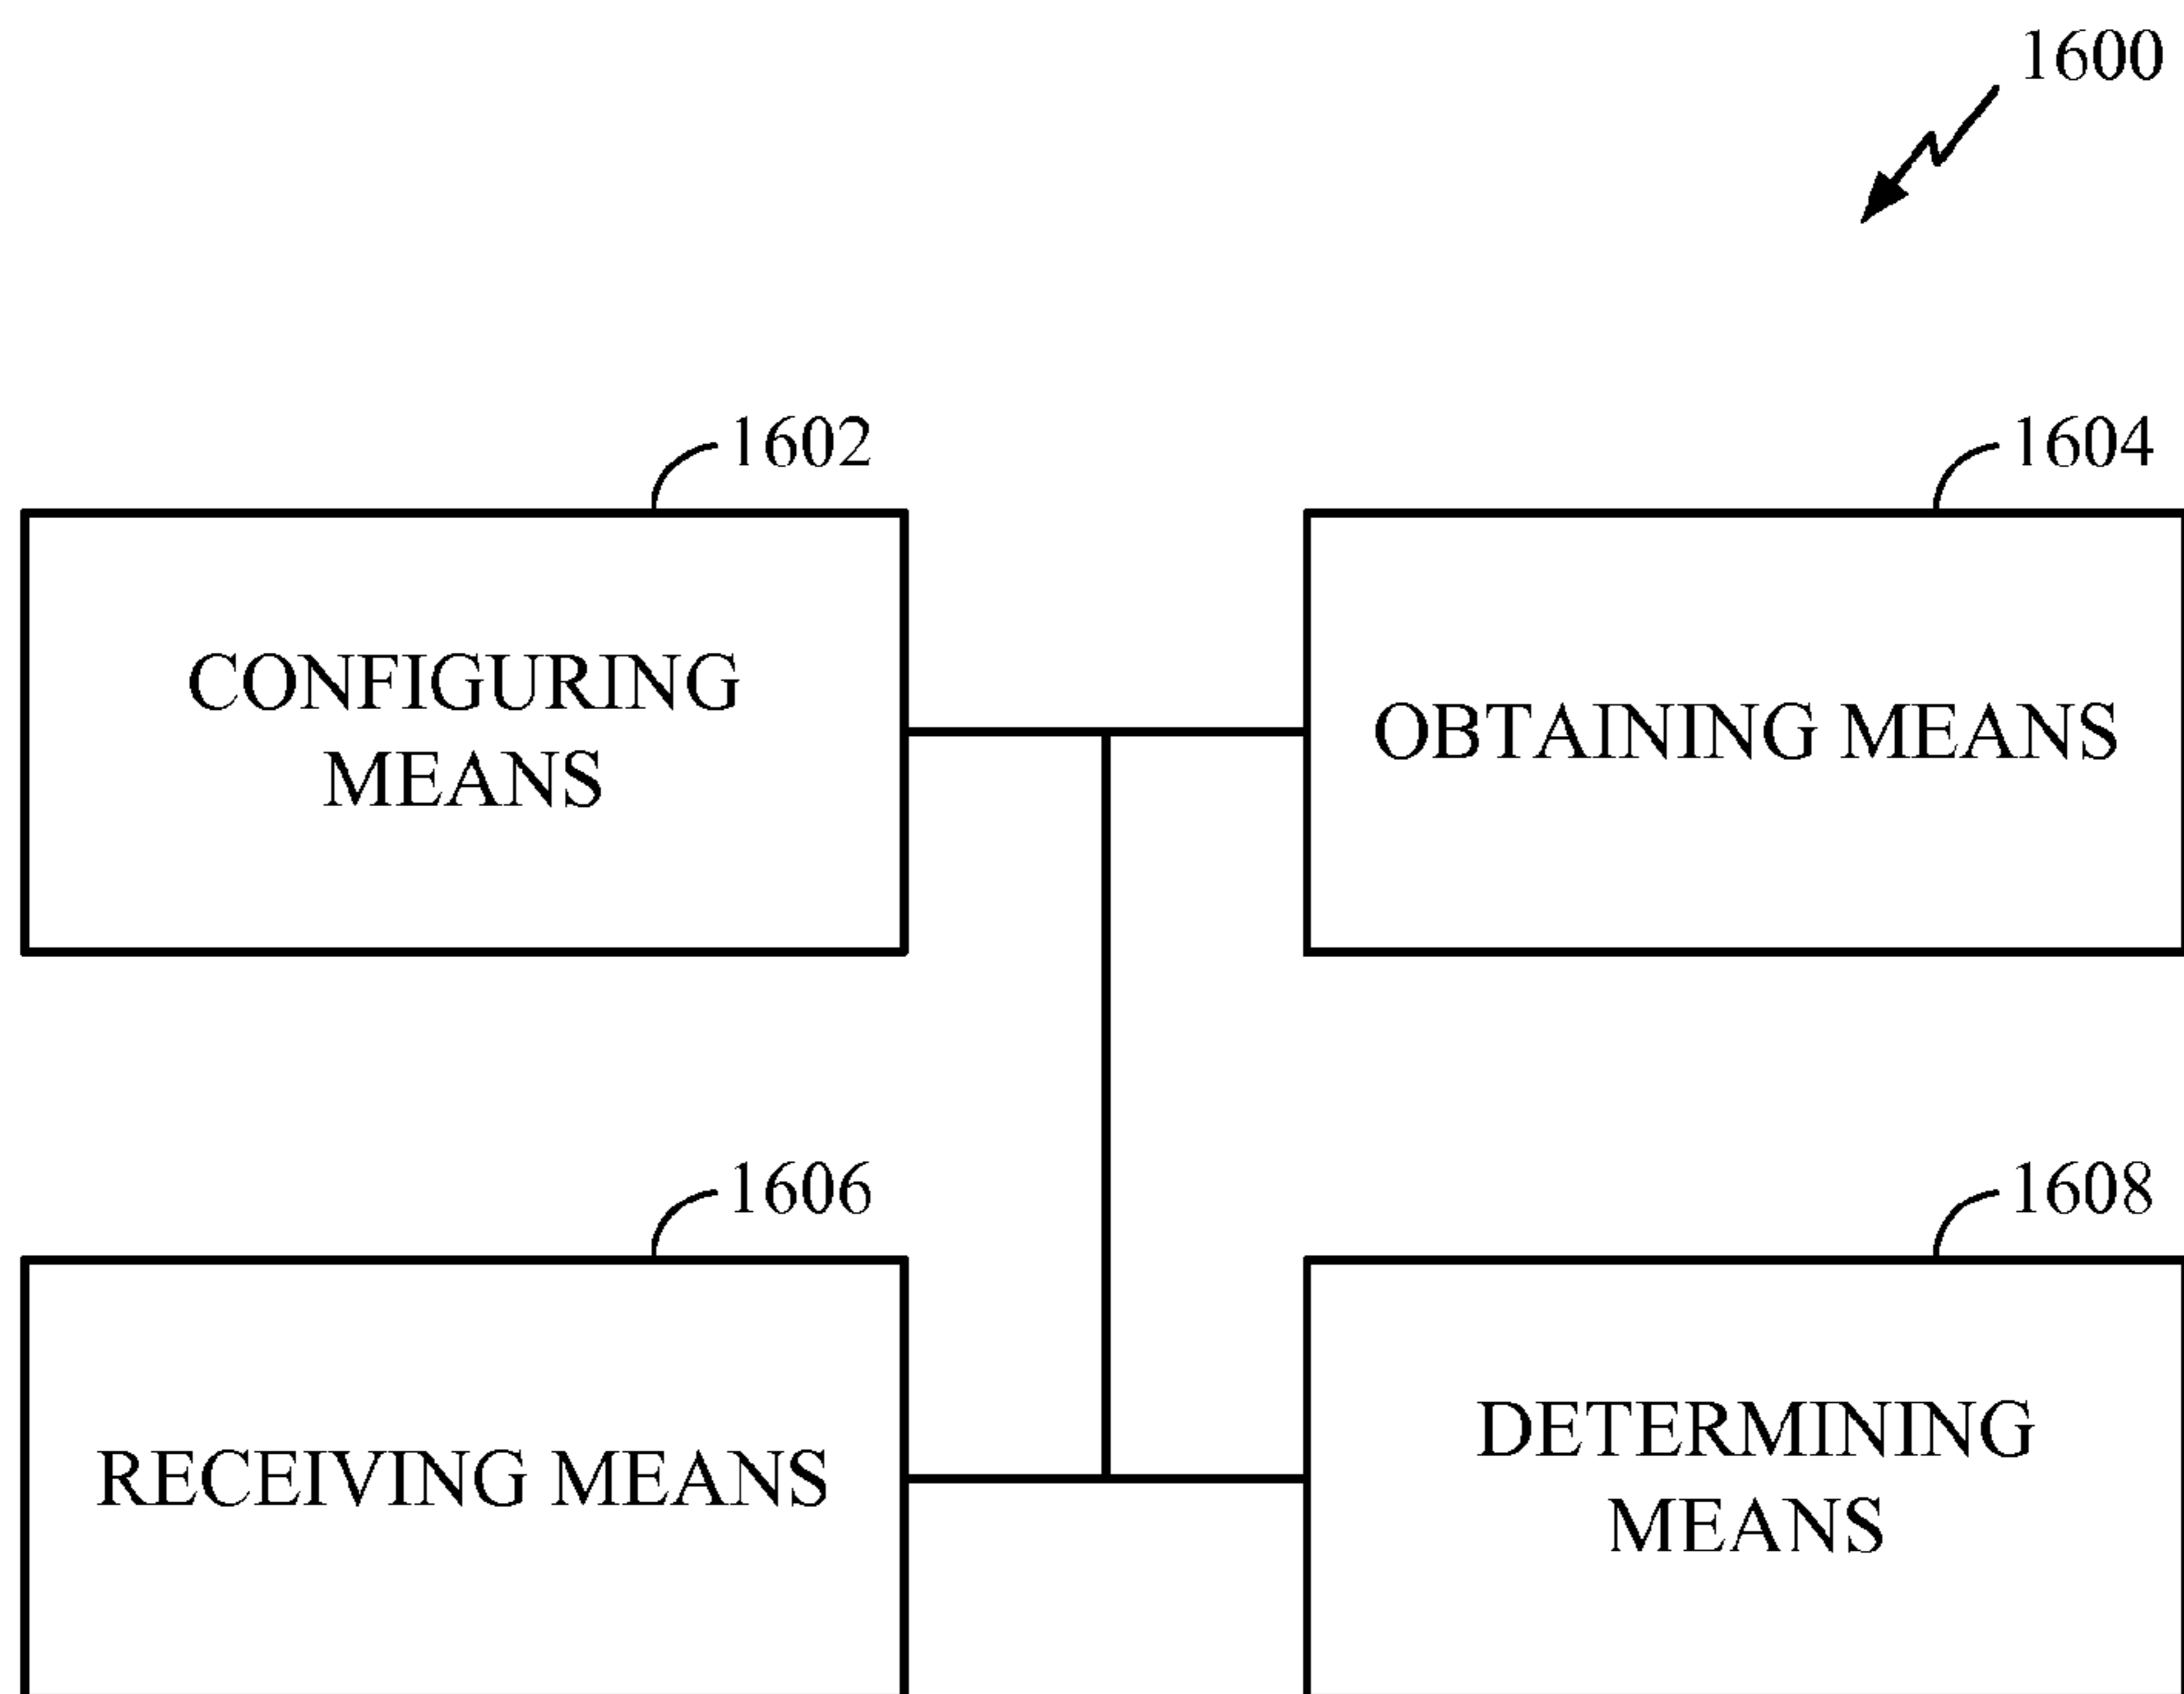 1600
1602
1604
CONFIGURING
MEANS
OBTAINING MEANS
1606
1608
RECEIVING MEANS
DETERMINING
MEANS